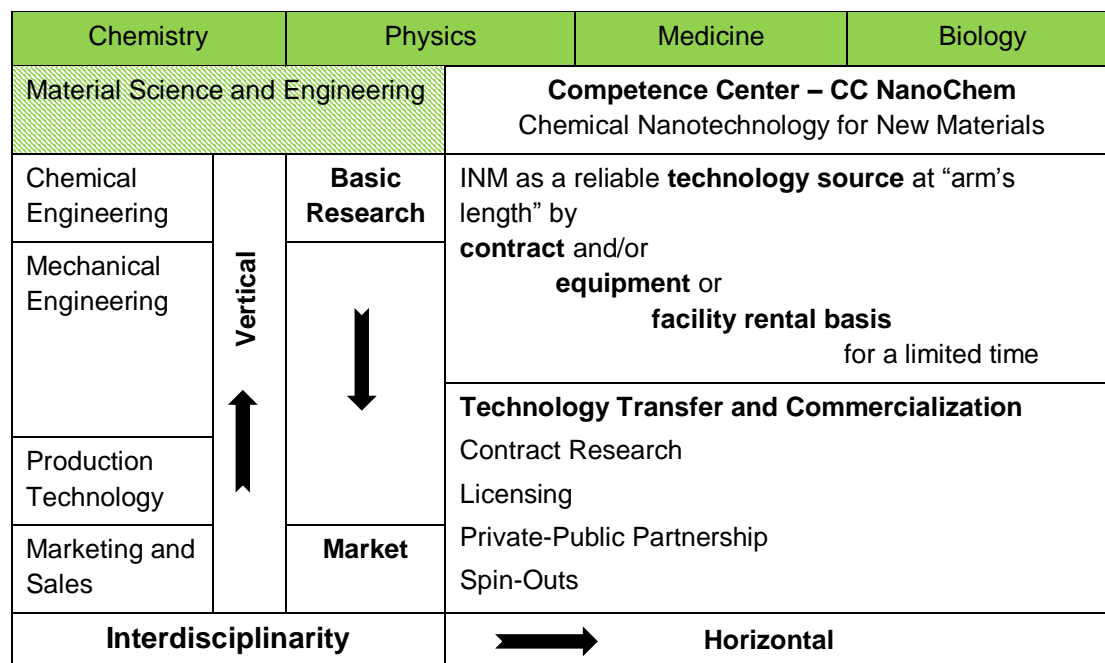 Chemistry
Physics
Medicine
Biology
Material Science and Engineering
Competence Center – CC NanoChem
Chemical Nanotechnology for New Materials
Chemical
Engineering
Vertical
Basic
Research
INM as a reliable technology source at “arm’s
length” by
contract and/or
equipment or
facility rental basis
for a limited time
Mechanical
Engineering
Technology Transfer and Commercialization
Contract Research
Licensing
Private-Public Partnership
Spin-Outs
Production
Technology
Marketing and
Sales
Market
Interdisciplinarity
Horizontal